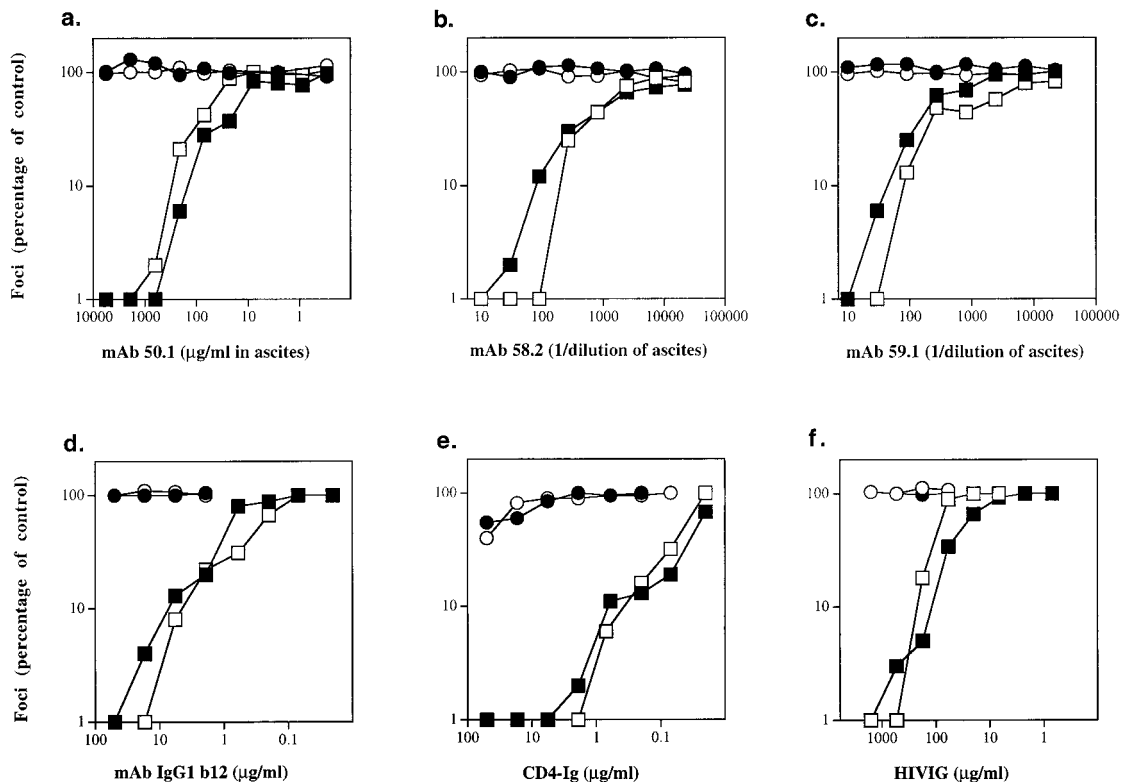 a.
b.
c.
Foci (percentage of control)
100
10
1
10000 1000 100 10 1
mAb 50.1 (µg/ml in ascites)
100
10
1
10 100 1000 10000 100000
mAb 58.2 (1/dilution of ascites)
100
10
1
10 100 1000 10000 100000
mAb 59.1 (1/dilution of ascites)
d.
e.
f.
Foci (percentage of control)
100
10
1
100 10 1 0.1
mAb IgG1 b12 (µg/ml)
100
10
1
100 10 1 0.1
CD4-Ig (µg/ml)
100
10
1
1000 100 10 1
HIVIG (µg/ml)